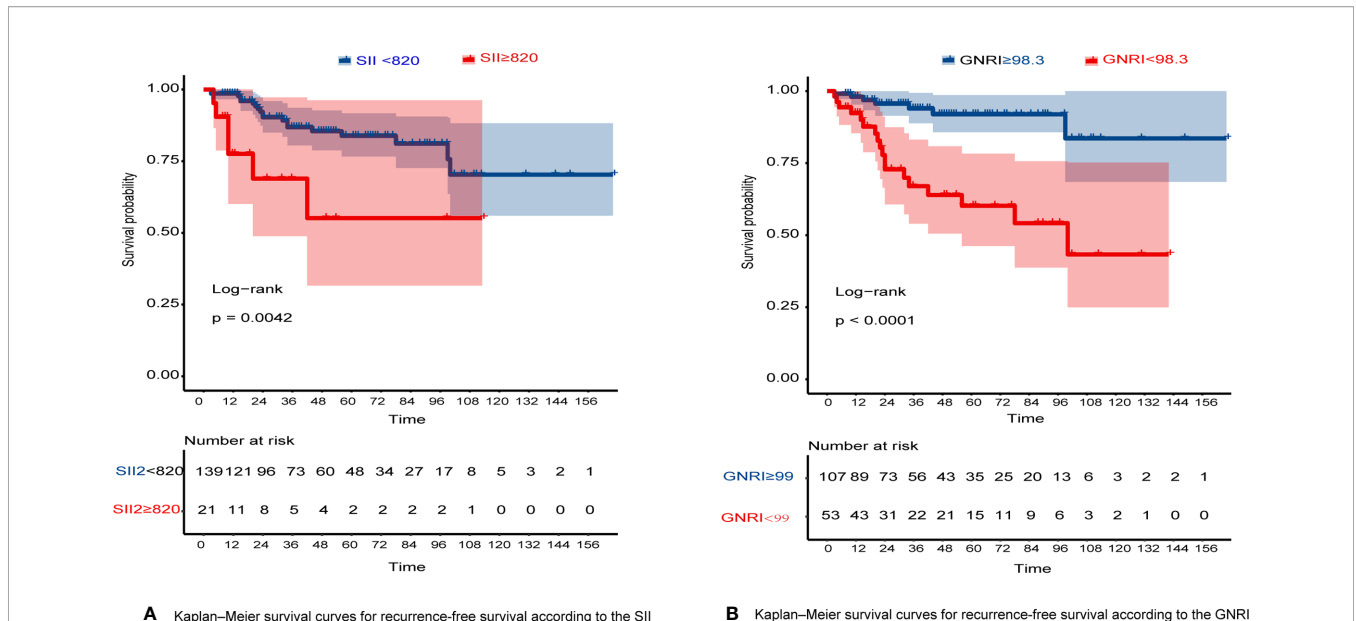 SII <820 SII≥820
1.00
0.75
0.50
0.25
0.00
Survival probability
Log-rank
p = 0.0042
0 12 24 36 48 60 72 84 96 108 120 132 144 156
Time
Number at risk
SII2<820 139 121 96 73 60 48 34 27 17 8 5 3 2 1
SII2≥820 21 11 8 5 4 2 2 2 2 1 0 0 0 0
0 12 24 36 48 60 72 84 96 108 120 132 144 156
Time
A Kaplan–Meier survival curves for recurrence-free survival according to the SII
GNRI≥98.3 GNRI<98.3
1.00
0.75
0.50
0.25
0.00
Survival probability
Log-rank
p < 0.0001
0 12 24 36 48 60 72 84 96 108 120 132 144 156
Time
Number at risk
GNRI≥99 107 89 73 56 43 35 25 20 13 6 3 2 2 1
GNRI<99 53 43 31 22 21 15 11 9 6 3 2 1 0 0
0 12 24 36 48 60 72 84 96 108 120 132 144 156
Time
B Kaplan–Meier survival curves for recurrence-free survival according to the GNRI